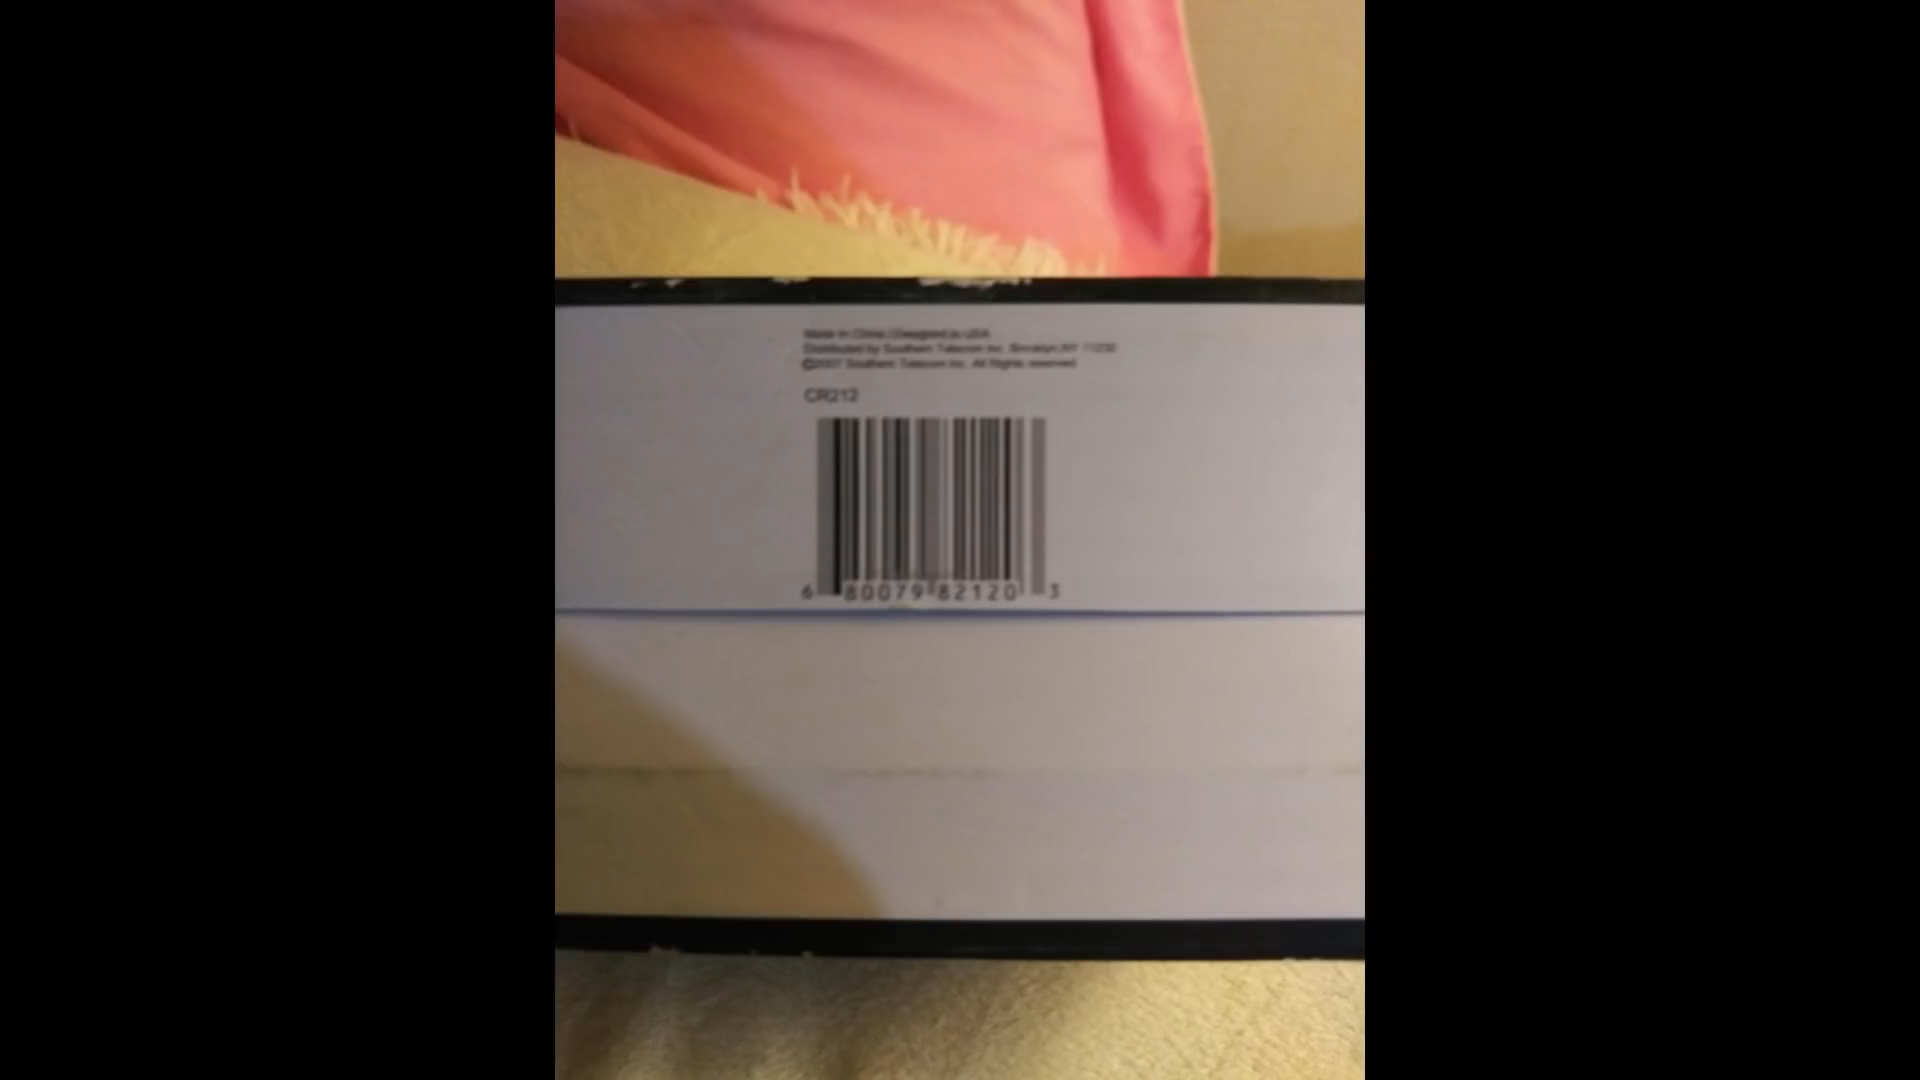 Made in China | Designed in USA
Distributed by Southern Telecom Inc. Brooklyn, NY 11232
©2007 Southern Telecom Inc. All Rights reserved
CR212
6 80079 82120 3